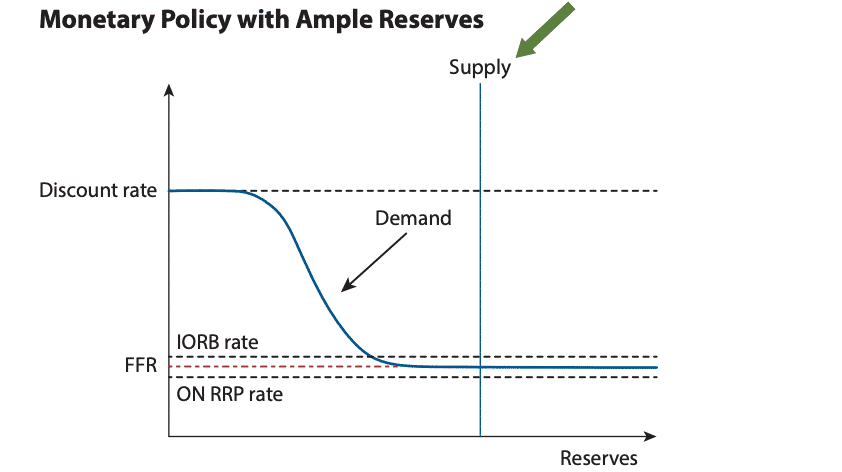 Monetary Policy with Ample Reserves
Supply
Discount rate
Demand
IORB rate
FFR
ON RRP rate
Reserves